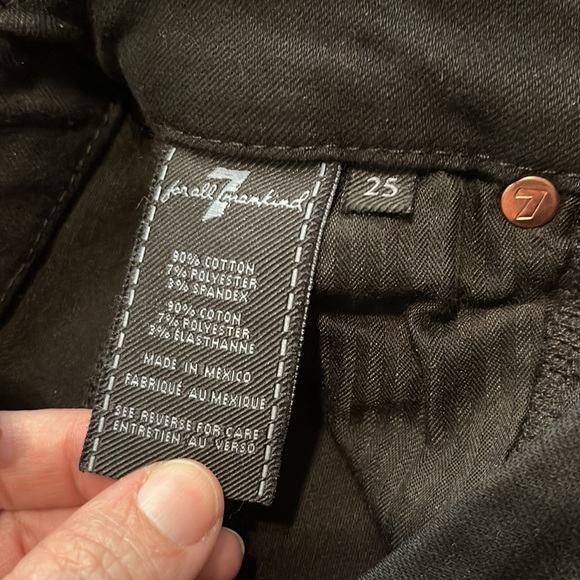 7
for all mankind
25
7
90% COTTON
7% POLYESTER
3% SPANDEX
90% COTON
7% POLYESTER
3% ELASTHANNE
MADE IN MEXICO
FABRIQUÉ AU MEXIQUE
SEE REVERSE FOR CARE
ENTRETIEN AU VERSO